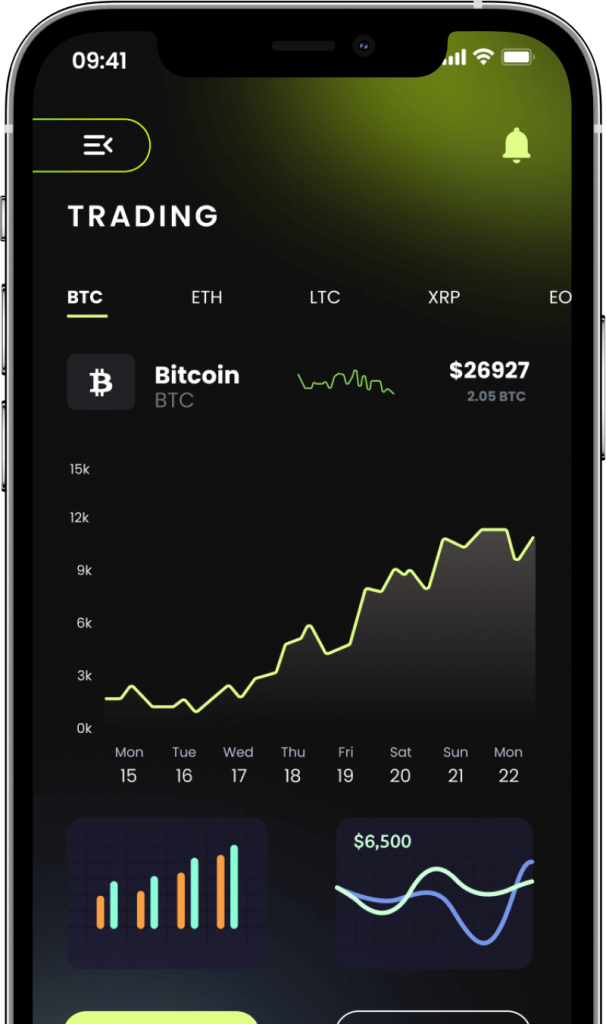 09:41
TRADING
BTC ETH LTC XRP EO
Bitcoin
BTC
$26927
2.05 BTC
15k
12k
9k
6k
3k
0k
Mon Tue Wed Thu Fri Sat Sun Mon
15 16 17 18 19 20 21 22
$6,500